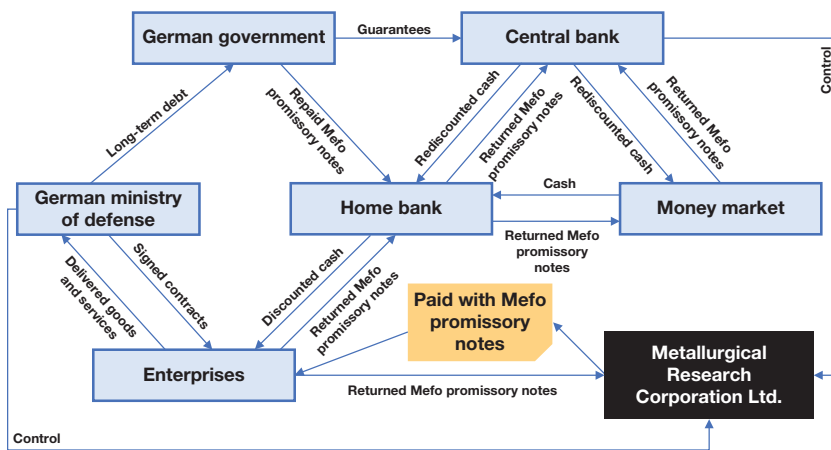 German government
Guarantees
Central bank
Control
Long-term debt
Repaid Mefo
promissory notes
Rediscounted cash
Returned Mefo
promissory notes
Rediscounted cash
Returned Mefo
promissory notes
German ministry
of defense
Home bank
Cash
Money market
Returned Mefo
promissory
notes
Delivered goods
and services
Signed contracts
Discounted cash
Returned Mefo
promissory notes
Paid with Mefo
promissory
notes
Enterprises
Returned Mefo promissory notes
Metallurgical
Research
Corporation Ltd.
Control